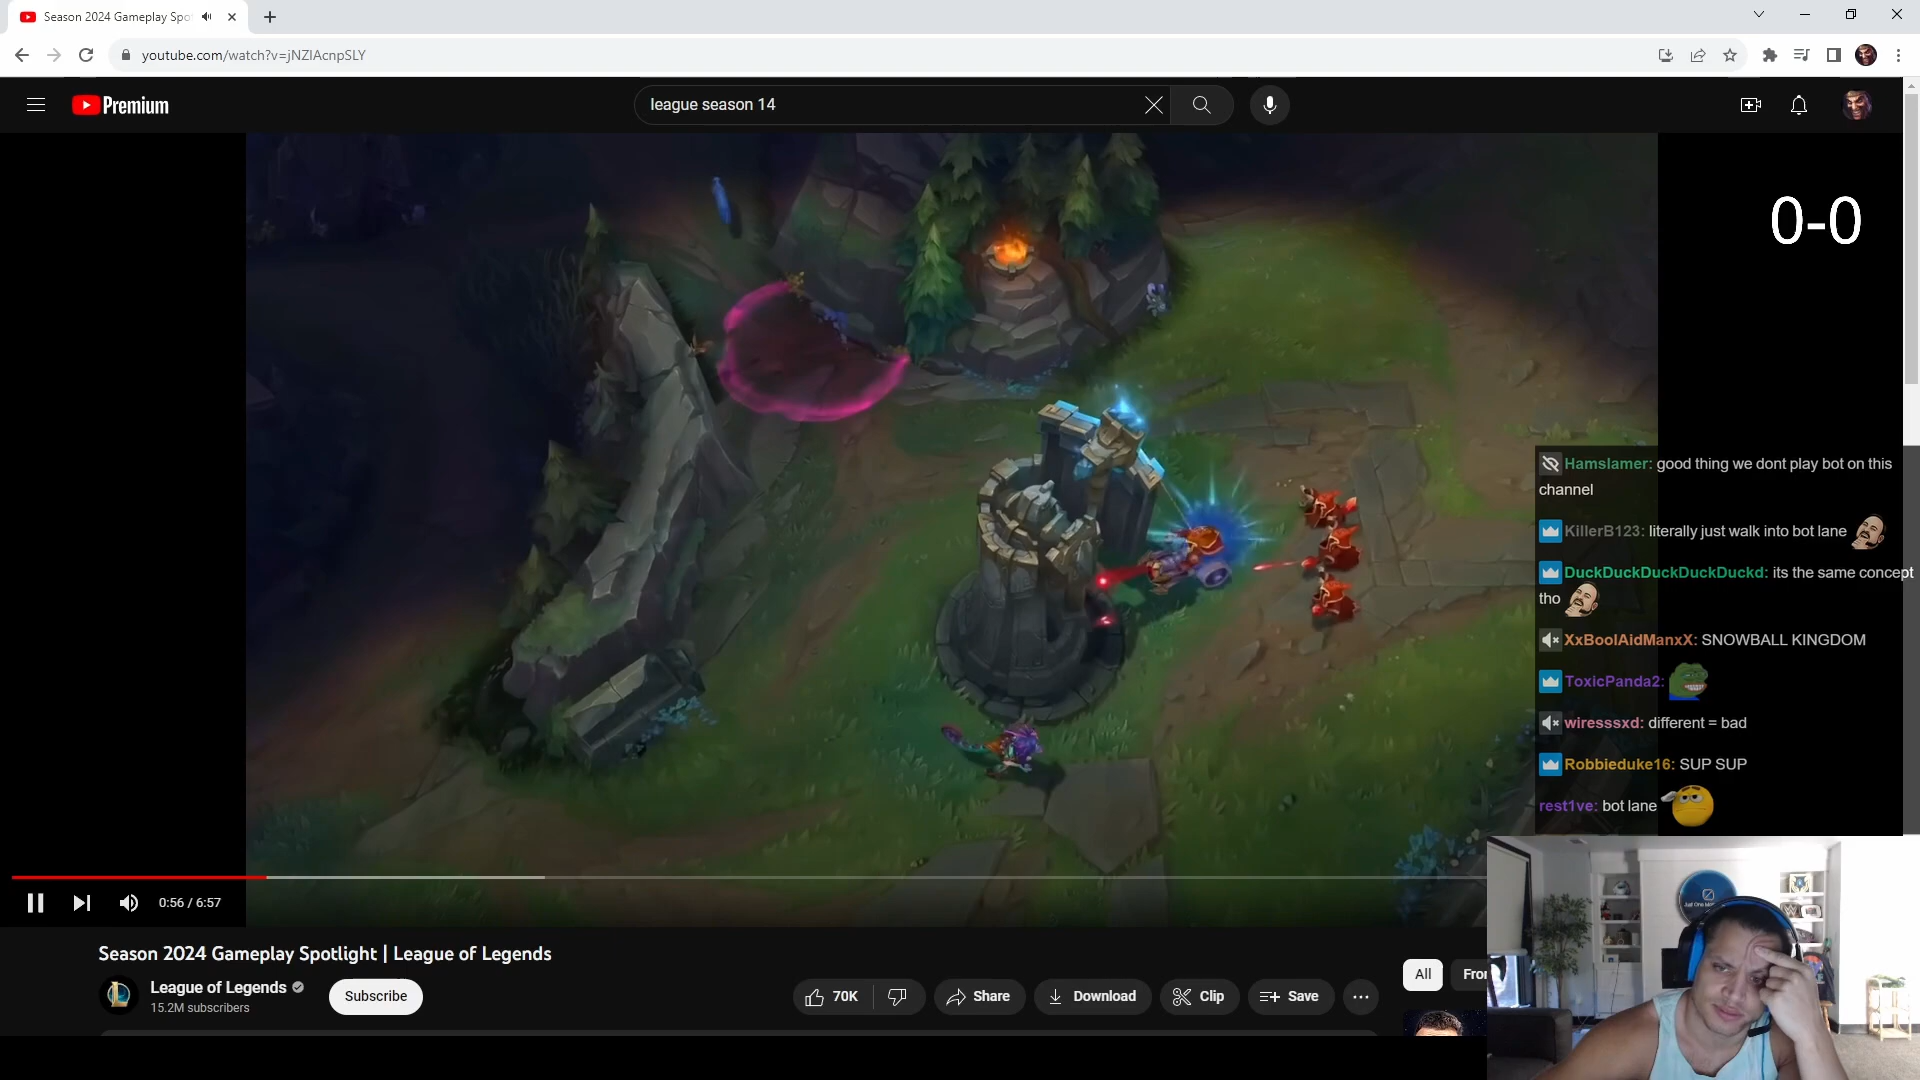 Season 2024 Gameplay Spo
youtube.com/watch?v=jNZIAcnpSLY
Premium
league season 14
0-0
Hamslamer: good thing we dont play bot on this
channel
KillerB123: literally just walk into bot lane
DuckDuckDuckDuckDuckd: its the same concept
tho
XxBoolAidManxX: SNOWBALL KINGDOM
ToxicPanda2:
wiresssxd: different = bad
Robbieduke16: SUP SUP
rest1ve: bot lane
0:56 / 6:57
Season 2024 Gameplay Spotlight | League of Legends
League of Legends
15.2M subscribers
Subscribe
70K
Share
Download
Clip
Save
All
Fro